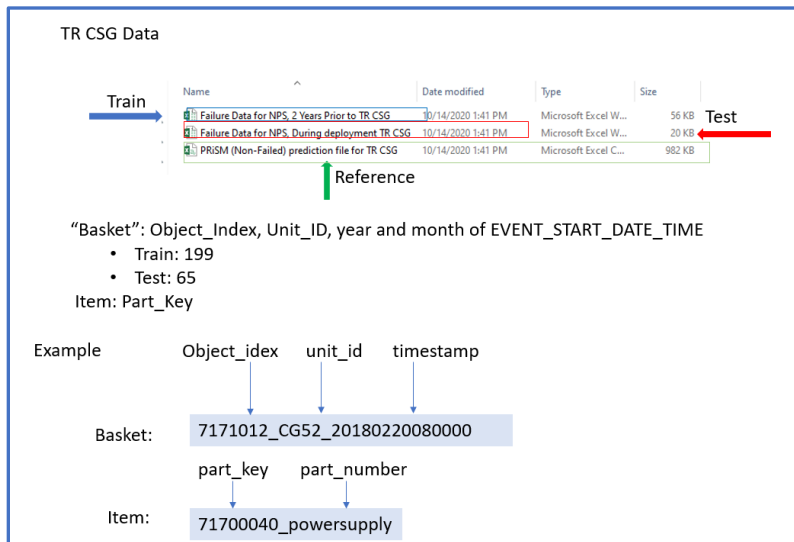 TR CSG Data
Name Date modified Type Size
Train
Failure Data for NPS, 2 Years Prior to TR CSG 10/14/2020 1:41 PM Microsoft Excel W... 56 KB
Test
Failure Data for NPS, During deployment TR CSG 10/14/2020 1:41 PM Microsoft Excel W... 20 KB
PRiSM (Non-Failed) prediction file for TR CSG 10/14/2020 1:41 PM Microsoft Excel C... 982 KB
Reference
“Basket”: Object_Index, Unit_ID, year and month of EVENT_START_DATE_TIME
• Train: 199
• Test: 65
Item: Part_Key
Example Object_idex unit_id timestamp
Basket: 7171012_CG52_20180220080000
part_key part_number
Item: 71700040_powersupply